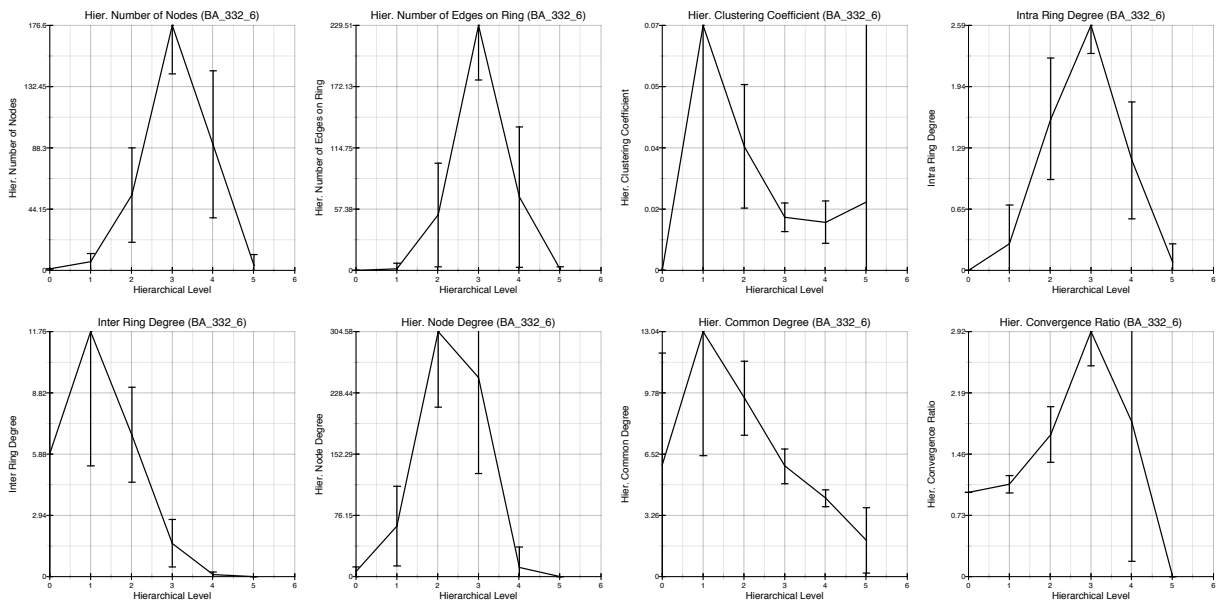 Hier. Number of Nodes (BA_332_6)
176.6
132.45
88.3
44.15
0
Hier. Number of Nodes
0 1 2 3 4 5 6
Hierarchical Level
Hier. Number of Edges on Ring (BA_332_6)
229.51
172.13
114.75
57.38
0
Hier. Number of Edges on Ring
0 1 2 3 4 5 6
Hierarchical Level
Hier. Clustering Coefficient (BA_332_6)
0.07
0.05
0.04
0.02
0
Hier. Clustering Coefficient
0 1 2 3 4 5 6
Hierarchical Level
Intra Ring Degree (BA_332_6)
2.59
1.94
1.29
0.65
0
Intra Ring Degree
0 1 2 3 4 5 6
Hierarchical Level
Inter Ring Degree (BA_332_6)
11.76
8.82
5.88
2.94
0
Inter Ring Degree
0 1 2 3 4 5 6
Hierarchical Level
Hier. Node Degree (BA_332_6)
304.58
228.44
152.29
76.15
0
Hier. Node Degree
0 1 2 3 4 5 6
Hierarchical Level
Hier. Common Degree (BA_332_6)
13.04
9.78
6.52
3.26
0
Hier. Common Degree
0 1 2 3 4 5 6
Hierarchical Level
Hier. Convergence Ratio (BA_332_6)
2.92
2.19
1.46
0.73
0
Hier. Convergence Ratio
0 1 2 3 4 5 6
Hierarchical Level